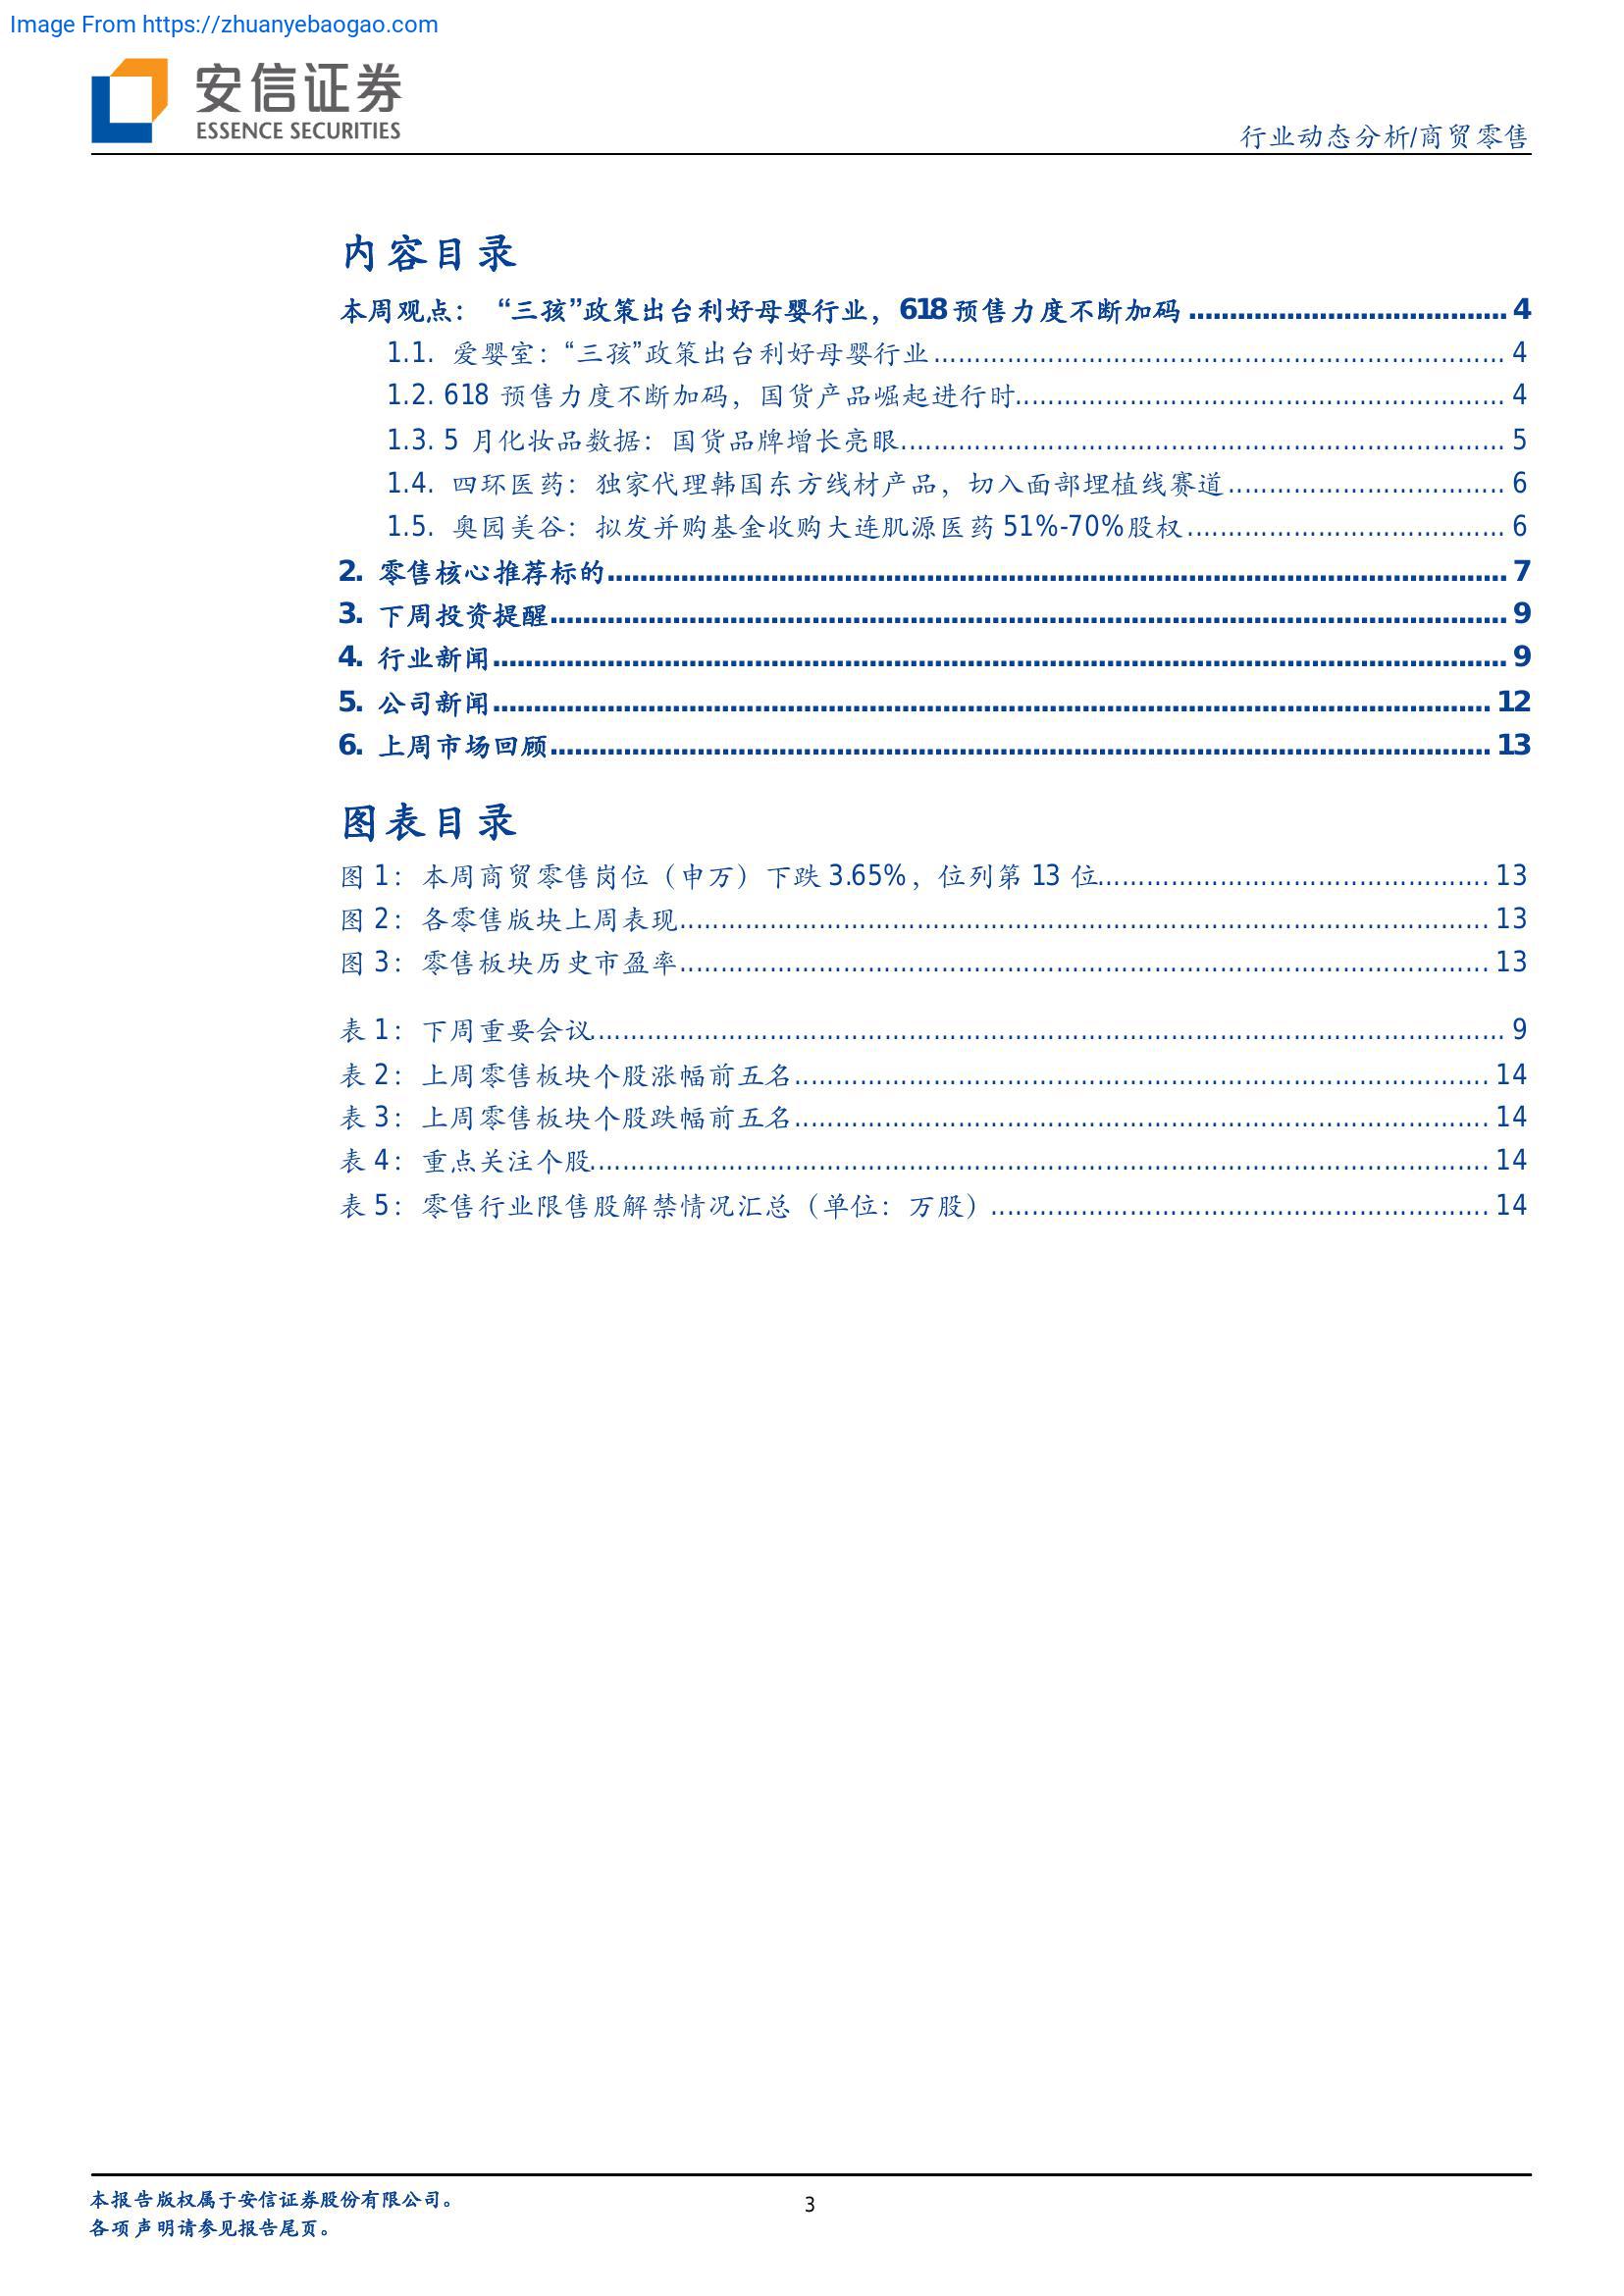 Image From https://zhuanyebaogao.com
安信证券
ESSENCE SECURITIES
行业动态分析/商贸零售
内容目录
本周观点： “三孩”政策出台利好母婴行业，618 预售力度不断加码 ....................................... 4
1.1. 爱婴室：“三孩”政策出台利好母婴行业...................................................................... 4
1.2. 618 预售力度不断加码，国货产品崛起进行时............................................................ 4
1.3. 5 月化妆品数据：国货品牌增长亮眼.......................................................................... 5
1.4. 四环医药：独家代理韩国东方线材产品，切入面部埋植线赛道.................................. 6
1.5. 奥园美谷：拟发并购基金收购大连肌源医药 51%-70%股权....................................... 6
2. 零售核心推荐标的.............................................................................................................. 7
3. 下周投资提醒..................................................................................................................... 9
4. 行业新闻............................................................................................................................ 9
5. 公司新闻.......................................................................................................................... 12
6. 上周市场回顾................................................................................................................... 13
图表目录
图 1：本周商贸零售岗位（申万）下跌 3.65%，位列第 13 位................................................ 13
图 2：各零售版块上周表现................................................................................................... 13
图 3：零售板块历史市盈率................................................................................................... 13
表 1：下周重要会议................................................................................................................ 9
表 2：上周零售板块个股涨幅前五名..................................................................................... 14
表 3：上周零售板块个股跌幅前五名..................................................................................... 14
表 4：重点关注个股.............................................................................................................. 14
表 5：零售行业限售股解禁情况汇总（单位：万股）............................................................. 14
本报告版权属于安信证券股份有限公司。
各项声明请参见报告尾页。
3